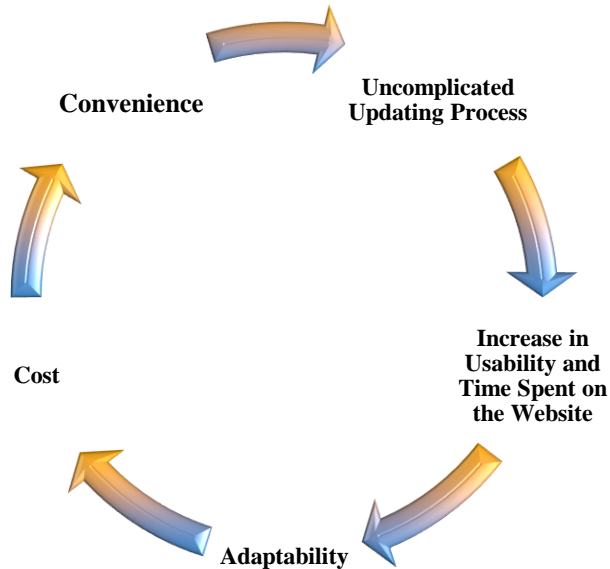 Convenience
Uncomplicated
Updating Process
Increase in
Usability and
Time Spent on
the Website
Adaptability
Cost